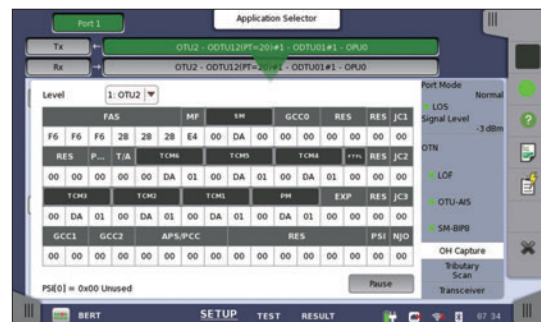 Port 1
Application Selector
Tx
OTU2 - ODTU12(PT=20)#1 - ODTU01#1 - OPU0
Rx
OTU2 - ODTU12(PT=20)#1 - ODTU01#1 - OPU0
Level 1: OTU2
FAS MF SM GCC0 RES RES JC1
F6 F6 F6 28 28 28 E4 00 DA 00 00 00 00 00 00 00
RES P... T/A TCM6 TCM5 TCM4 FTFL RES JC2
00 00 00 00 00 DA 01 00 DA 01 00 DA 01 00 00 00
TCM3 TCM2 TCM1 PM EXP RES JC3
00 DA 01 00 DA 01 00 DA 01 00 DA 01 00 00 00 00
GCC1 GCC2 APS/PCC RES PSI NJO
00 00 00 00 00 00 00 00 00 00 00 00 00 00 00 00
PSI[0] = 0x00 Unused
Pause
Port Mode
Normal
LOS
Signal Level
-3 dBm
OTN
LOF
OTU-AIS
SM-BIP8
OH Capture
Tributary
Scan
Transceiver
BERT SETUP TEST RESULT 07 34